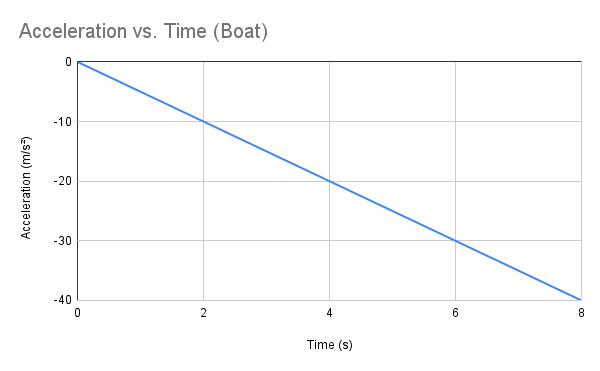 Acceleration vs. Time (Boat)
Acceleration (m/s²)
0
-10
-20
-30
-40
0 2 4 6 8
Time (s)